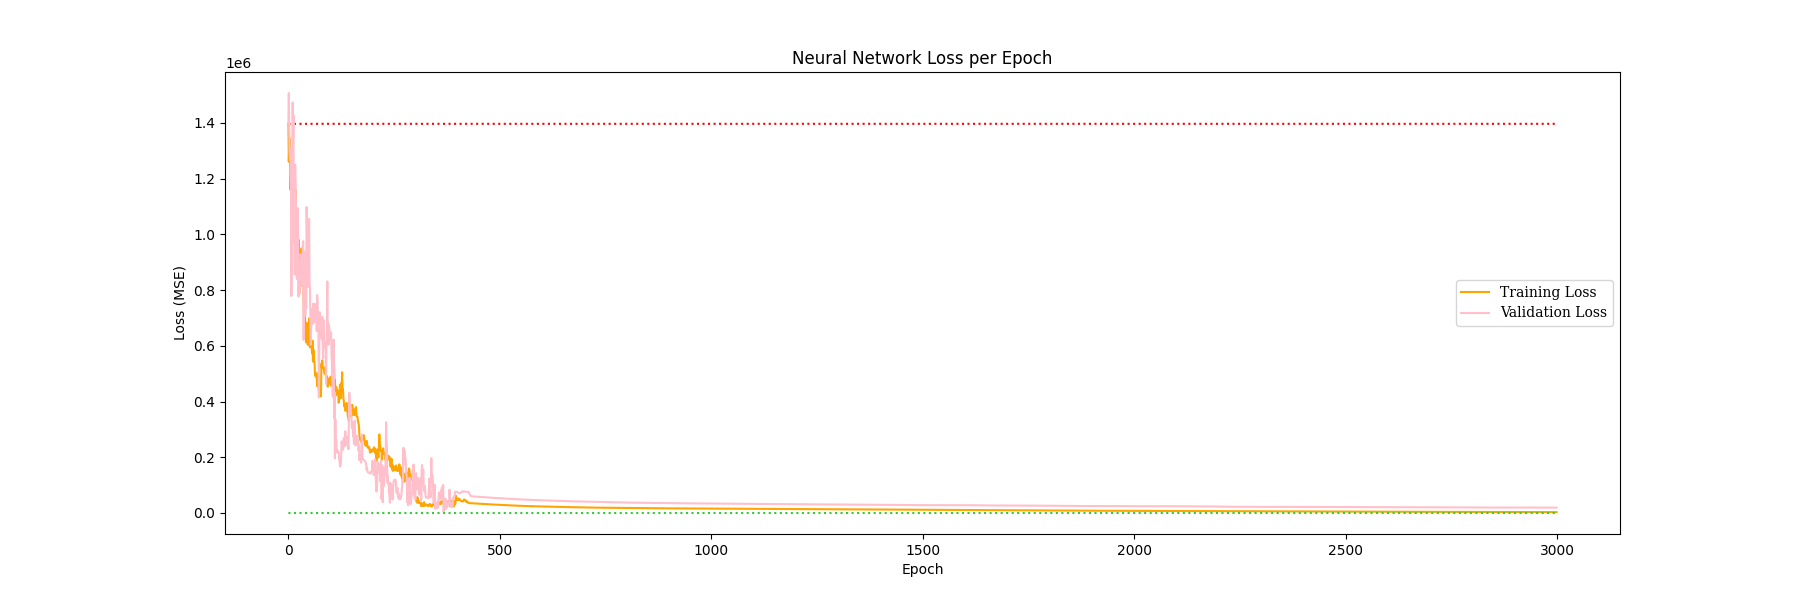 Neural Network Loss per Epoch
1e6
1.4
1.2
1.0
0.8
0.6
0.4
0.2
0.0
Loss (MSE)
Training Loss
Validation Loss
0 500 1000 1500 2000 2500 3000
Epoch